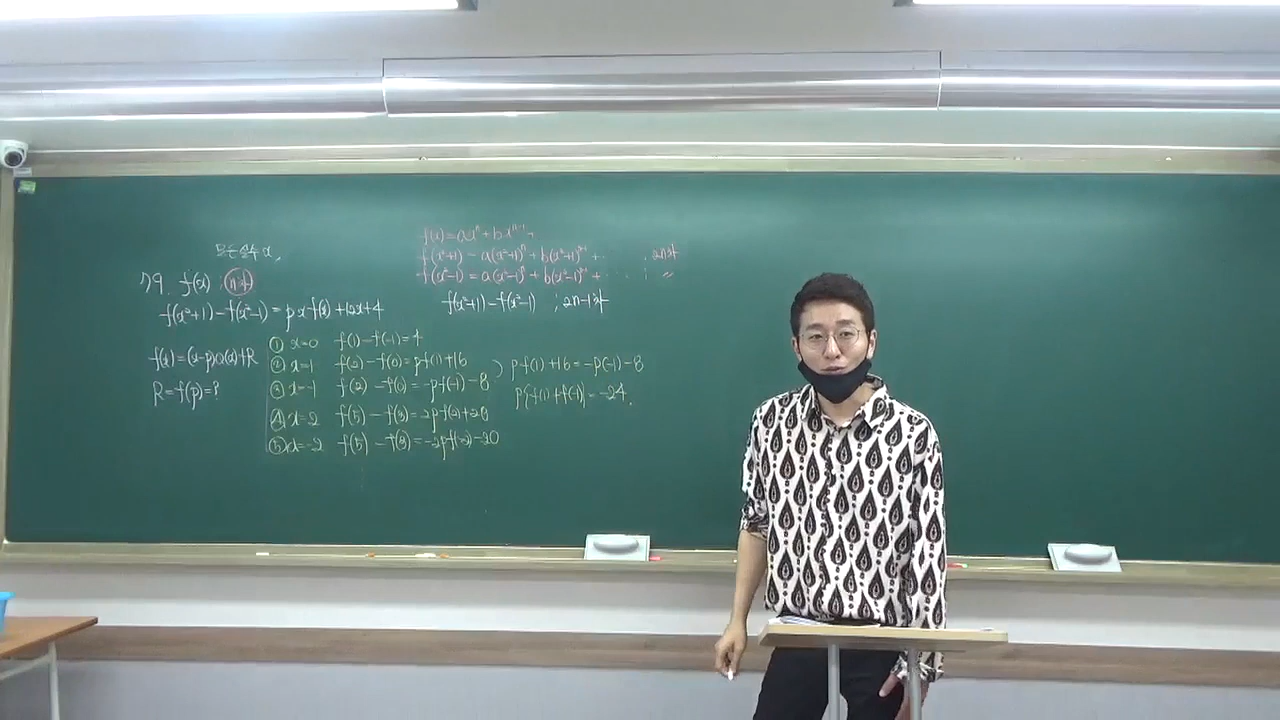 모든 실수 x,
79. f(x) ; n차
f(x²+1)-f(x²-1)=px f(x)+12x+4
f(x)=(x-p)Q(x)+R
R=f(p)=?
f(x)=axⁿ+bxⁿ⁻¹+
f(x²+1)=a(x²+1)ⁿ+b(x²+1)ⁿ⁻¹+ ... ; 2n차
f(x²-1)=a(x²-1)ⁿ+b(x²-1)ⁿ⁻¹+ ... ; 〃
f(x²+1)-f(x²-1) ; 2n-1차
① x=0 f(1)-f(-1)=4
② x=1 f(2)-f(0)=pf(1)+16
③ x=-1 f(2)-f(0)=-pf(-1)-8
④ x=2 f(5)-f(3)=2pf(2)+28
⑤ x=-2 f(5)-f(3)=-2pf(-2)-20
) pf(1)+16=-p(-1)-8
p{f(1)+f(-1)}=-24.